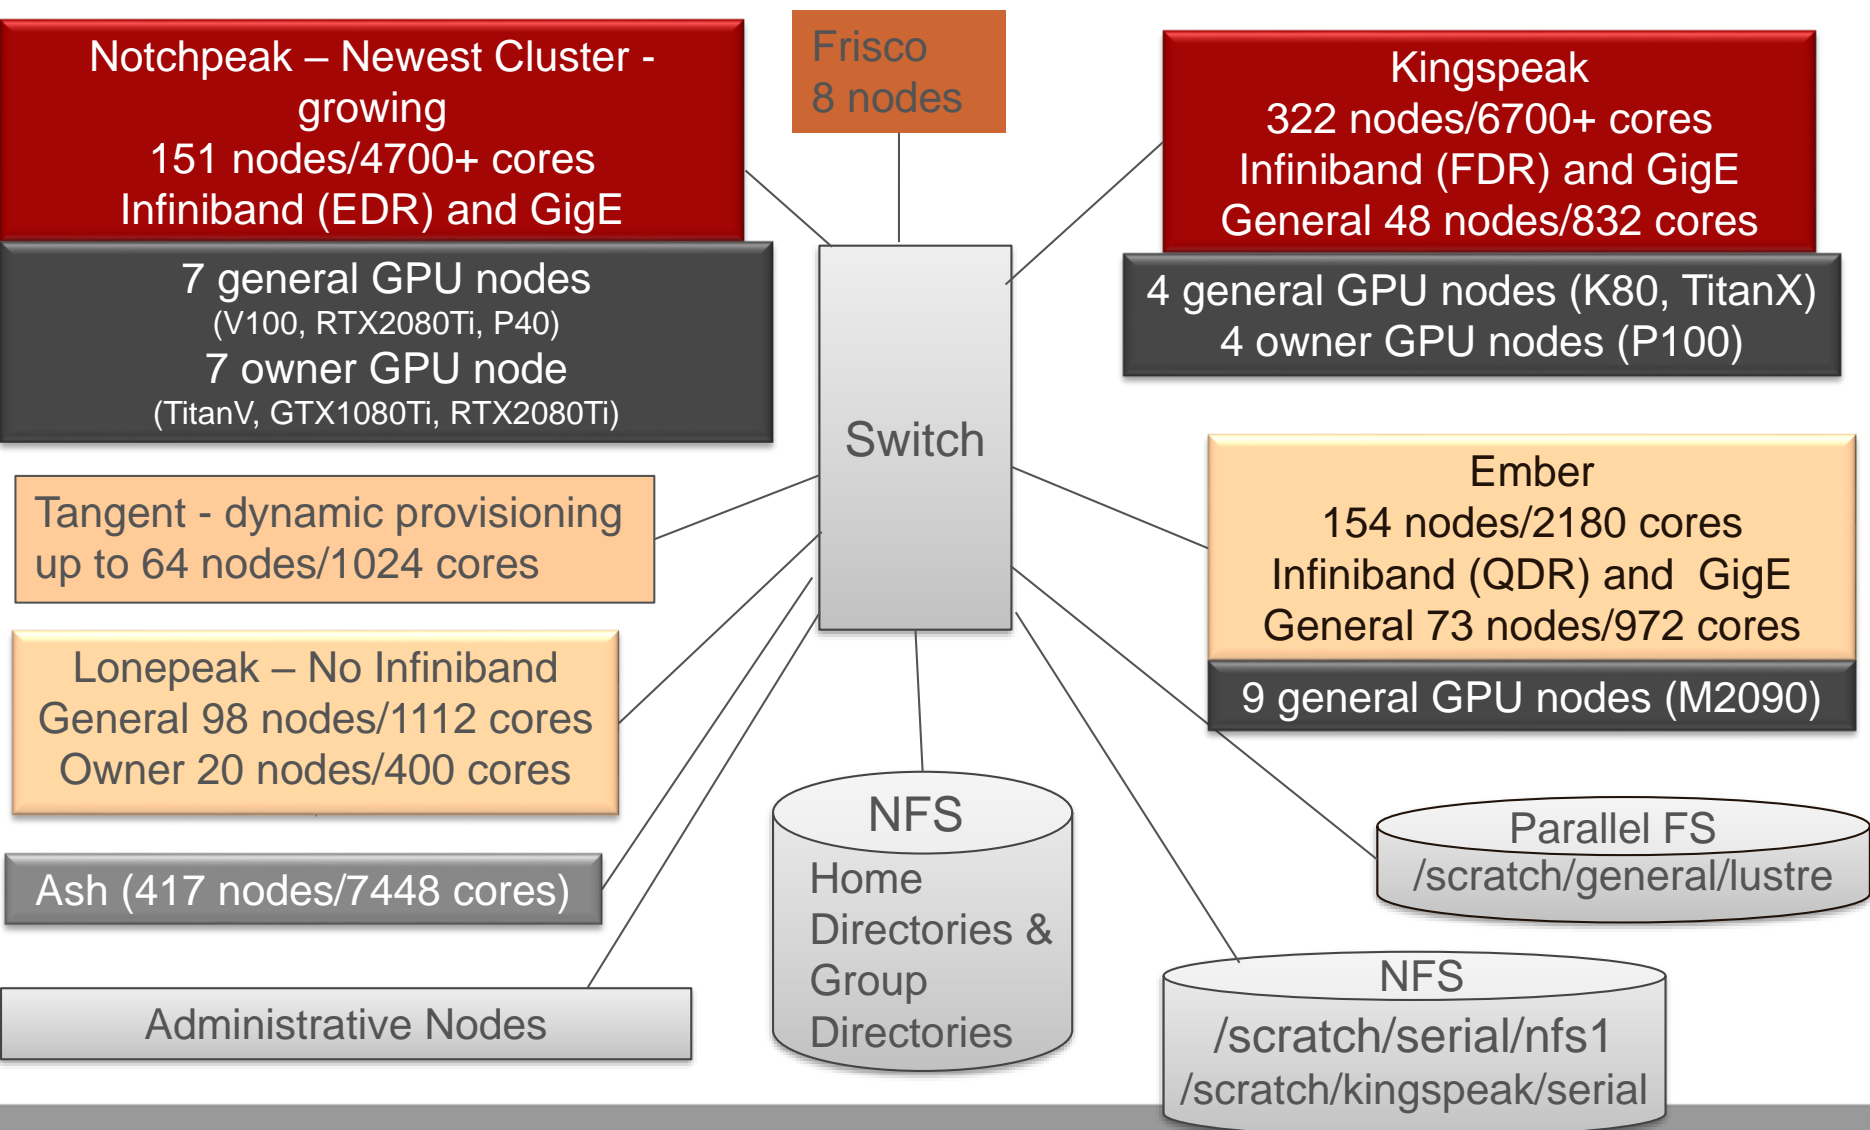 Notchpeak – Newest Cluster -
growing
151 nodes/4700+ cores
Infiniband (EDR) and GigE
7 general GPU nodes
(V100, RTX2080Ti, P40)
7 owner GPU node
(TitanV, GTX1080Ti, RTX2080Ti)
Frisco
8 nodes
Kingspeak
322 nodes/6700+ cores
Infiniband (FDR) and GigE
General 48 nodes/832 cores
4 general GPU nodes (K80, TitanX)
4 owner GPU nodes (P100)
Switch
Tangent - dynamic provisioning
up to 64 nodes/1024 cores
Ember
154 nodes/2180 cores
Infiniband (QDR) and  GigE
General 73 nodes/972 cores
9 general GPU nodes (M2090)
Lonepeak – No Infiniband
General 98 nodes/1112 cores
Owner 20 nodes/400 cores
Ash (417 nodes/7448 cores)
Administrative Nodes
NFS
Home
Directories &
Group
Directories
Parallel FS
/scratch/general/lustre
NFS
/scratch/serial/nfs1
/scratch/kingspeak/serial